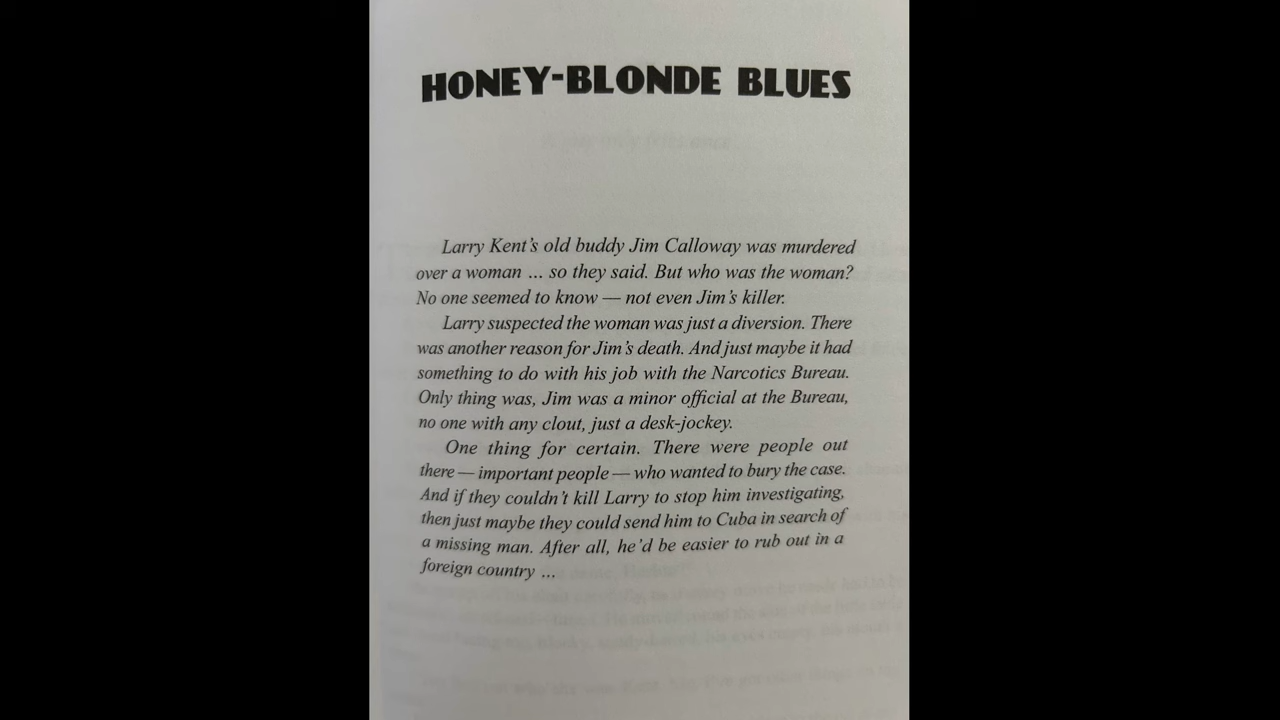 HONEY-BLONDE BLUES
Larry Kent's old buddy Jim Calloway was murdered
over a woman ... so they said. But who was the woman?
No one seemed to know — not even Jim's killer.
Larry suspected the woman was just a diversion. There
was another reason for Jim's death. And just maybe it had
something to do with his job with the Narcotics Bureau.
Only thing was, Jim was a minor official at the Bureau,
no one with any clout, just a desk-jockey.
One thing for certain. There were people out
there — important people — who wanted to bury the case.
And if they couldn't kill Larry to stop him investigating,
then just maybe they could send him to Cuba in search of
a missing man. After all, he'd be easier to rub out in a
foreign country ...